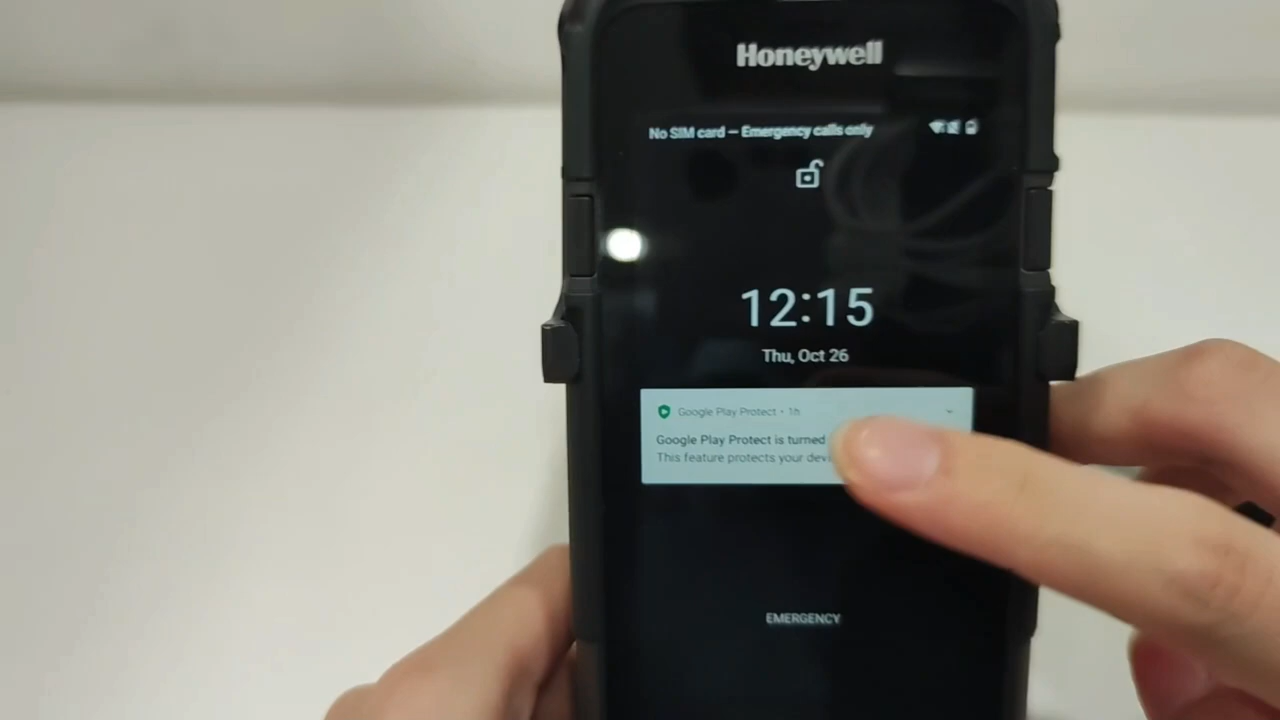 Honeywell
No SIM card — Emergency calls only
12:15
Thu, Oct 26
Google Play Protect • 1h
Google Play Protect is turned
This feature protects your
EMERGENCY